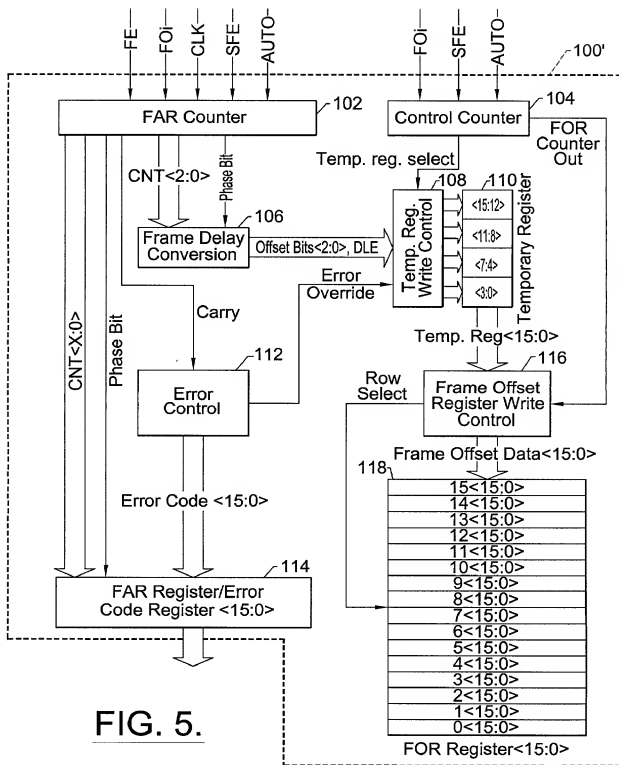 FE
FOi
CLK
SFE
AUTO
FOi
SFE
AUTO
100'
FAR Counter
102
Control Counter
104
FOR
Counter
Out
CNT<2:0>
Phase Bit
Temp. reg. select
106
Frame Delay
Conversion
Offset Bits<2:0>, DLE
108
Temp. Reg.
Write Control
110
<15:12>
<11:8>
<7:4>
<3:0>
Temporary Register
Error
Override
Carry
Temp. Reg<15:0>
CNT<X:0>
Phase Bit
112
Error
Control
Row
Select
116
Frame Offset
Register Write
Control
Frame Offset Data<15:0>
118
Error Code <15:0>
15<15:0>
14<15:0>
13<15:0>
12<15:0>
11<15:0>
10<15:0>
9<15:0>
8<15:0>
7<15:0>
6<15:0>
5<15:0>
4<15:0>
3<15:0>
2<15:0>
1<15:0>
0<15:0>
FOR Register<15:0>
114
FAR Register/Error
Code Register <15:0>
FIG. 5.